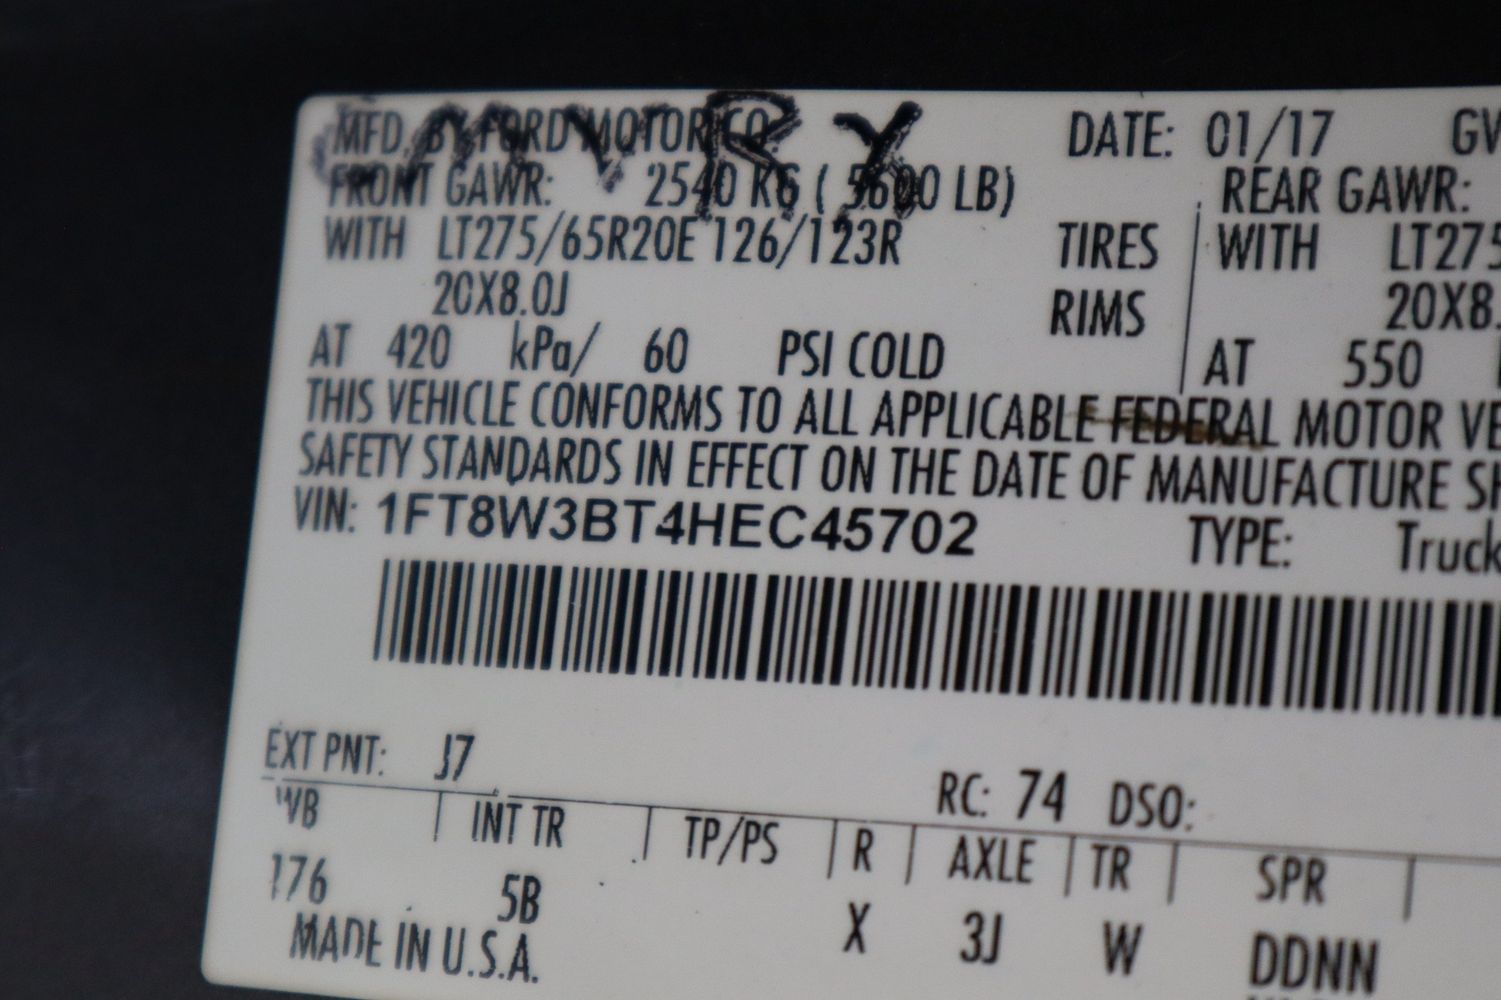 MFD. BY FORD MOTOR CO. DATE: 01/17 GV
FRONT GAWR: 2540 KG ( 5600 LB) REAR GAWR:
WITH LT275/65R20E 126/123R TIRES WITH LT275
20X8.0J RIMS 20X8.
AT 420 kPa/ 60 PSI COLD AT 550
THIS VEHICLE CONFORMS TO ALL APPLICABLE FEDERAL MOTOR VE
SAFETY STANDARDS IN EFFECT ON THE DATE OF MANUFACTURE SH
VIN: 1FT8W3BT4HEC45702 TYPE: Truck
EXT PNT: J7 RC: 74 DSO:
WB INT TR TP/PS R AXLE TR SPR
176 5B X 3J W DDNN
MADE IN U.S.A.